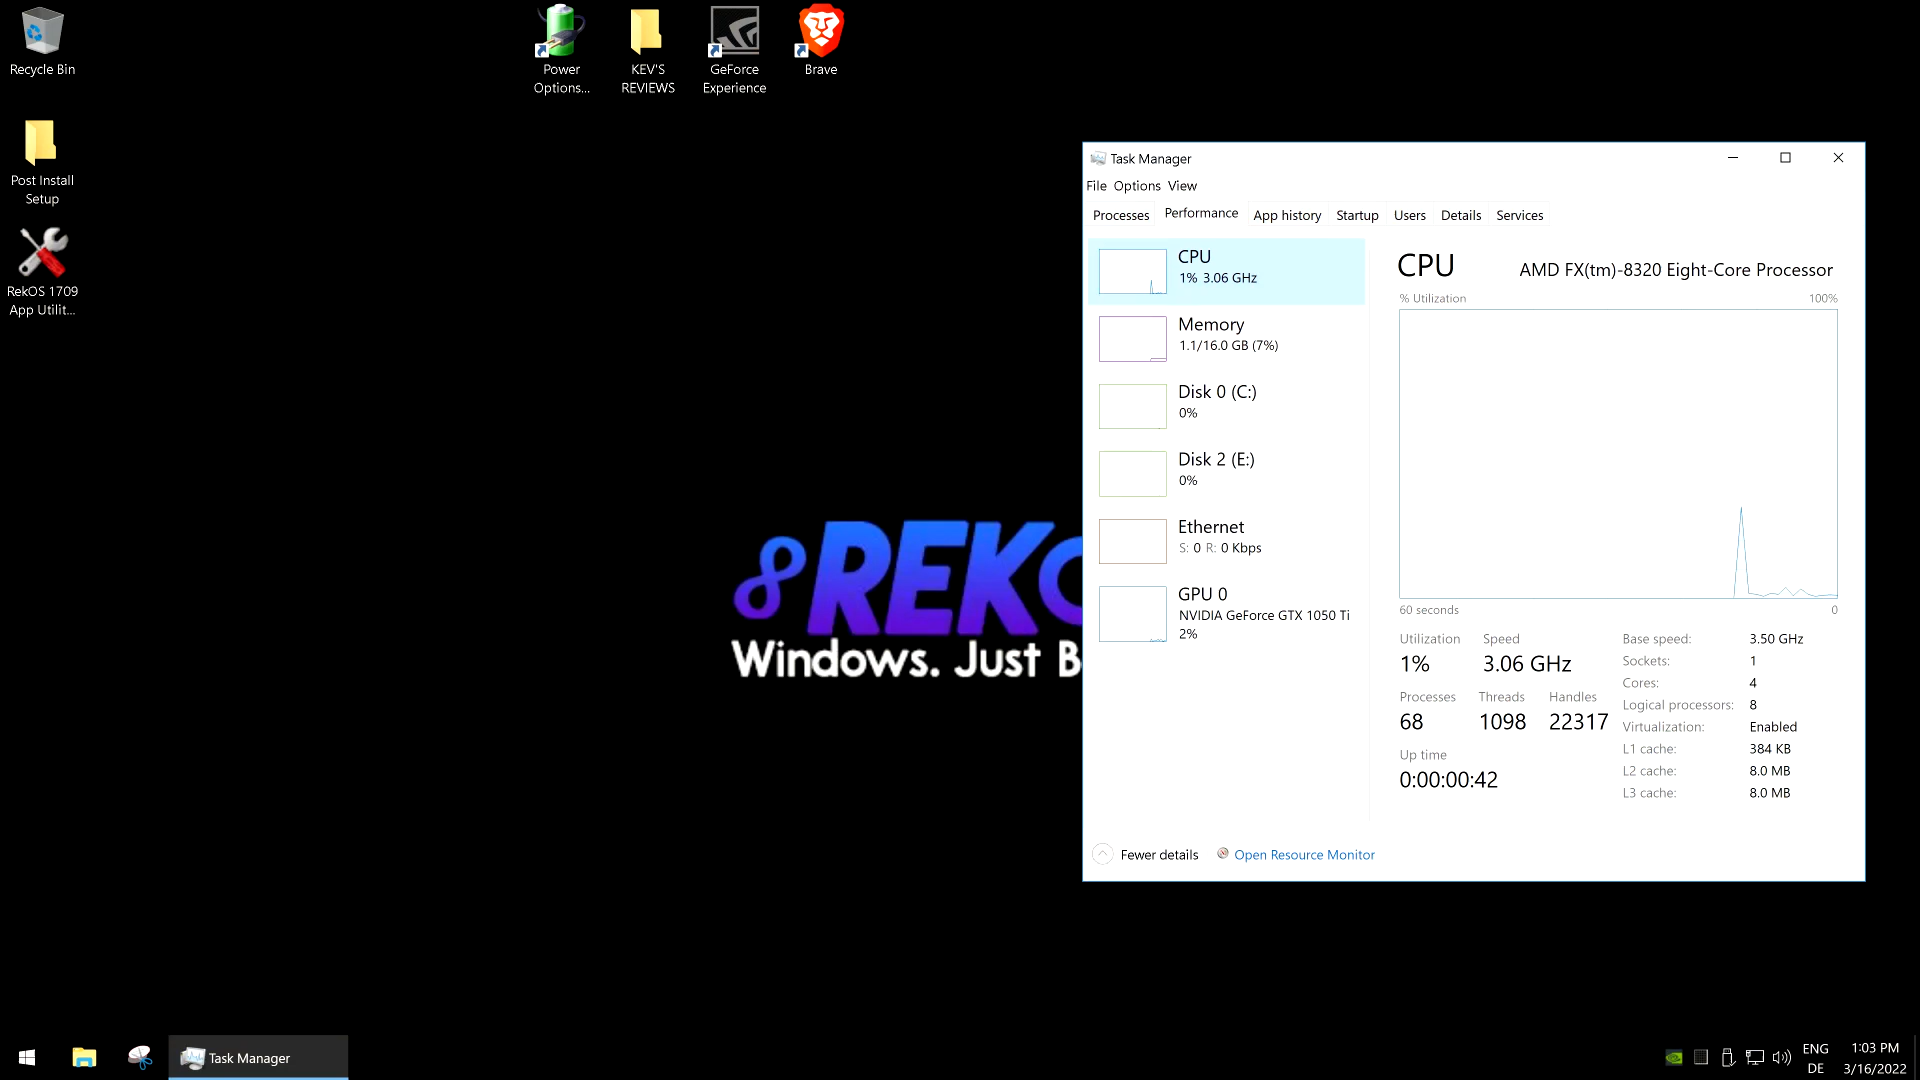 Recycle Bin
Power
Options...
KEV'S
REVIEWS
GeForce
Experience
Brave
Post Install
Setup
RekOS 1709
App Utilit...
REKO
Windows. Just B
Task Manager
File Options View
Processes Performance App history Startup Users Details Services
CPU
1% 3.06 GHz
Memory
1.1/16.0 GB (7%)
Disk 0 (C:)
0%
Disk 2 (E:)
0%
Ethernet
S: 0 R: 0 Kbps
GPU 0
NVIDIA GeForce GTX 1050 Ti
2%
CPU AMD FX(tm)-8320 Eight-Core Processor
% Utilization 100%
60 seconds 0
Utilization Speed
1% 3.06 GHz
Processes Threads Handles
68 1098 22317
Up time
0:00:00:42
Base speed: 3.50 GHz
Sockets: 1
Cores: 4
Logical processors: 8
Virtualization: Enabled
L1 cache: 384 KB
L2 cache: 8.0 MB
L3 cache: 8.0 MB
Fewer details Open Resource Monitor
Task Manager
ENG
DE
1:03 PM
3/16/2022